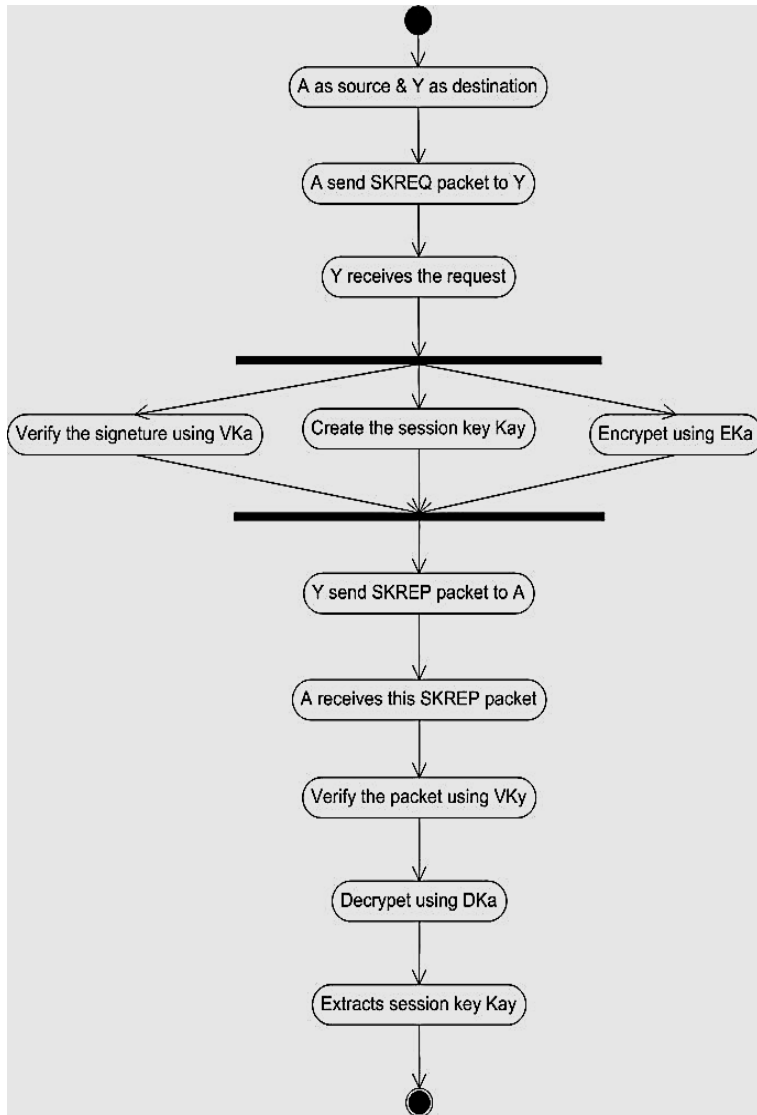 A as source & Y as destination
A send SKREQ packet to Y
Y receives the request
Verify the signeture using VKa
Create the session key Kay
Encrypet using EKa
Y send SKREP packet to A
A receives this SKREP packet
Verify the packet using VKy
Decrypet using DKa
Extracts session key Kay